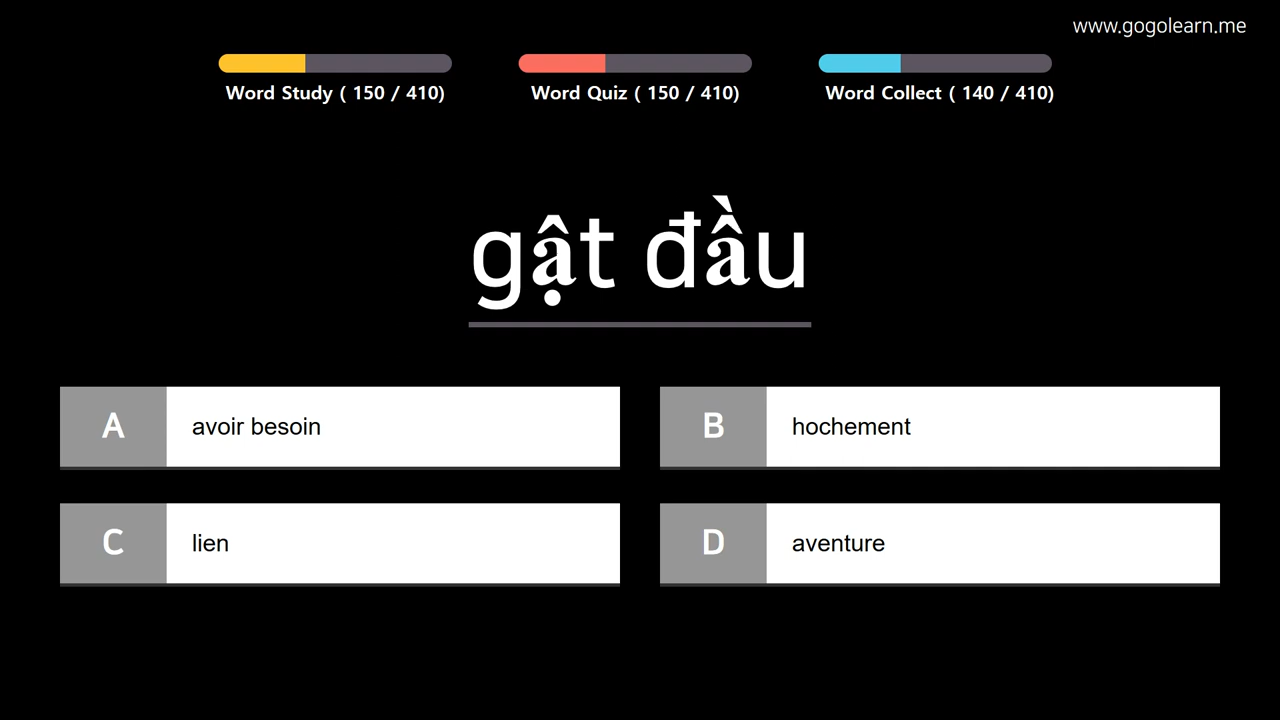 www.gogolearn.me
Word Study ( 150 / 410)
Word Quiz ( 150 / 410)
Word Collect ( 140 / 410)
gật đầu
A avoir besoin
B hochement
C lien
D aventure